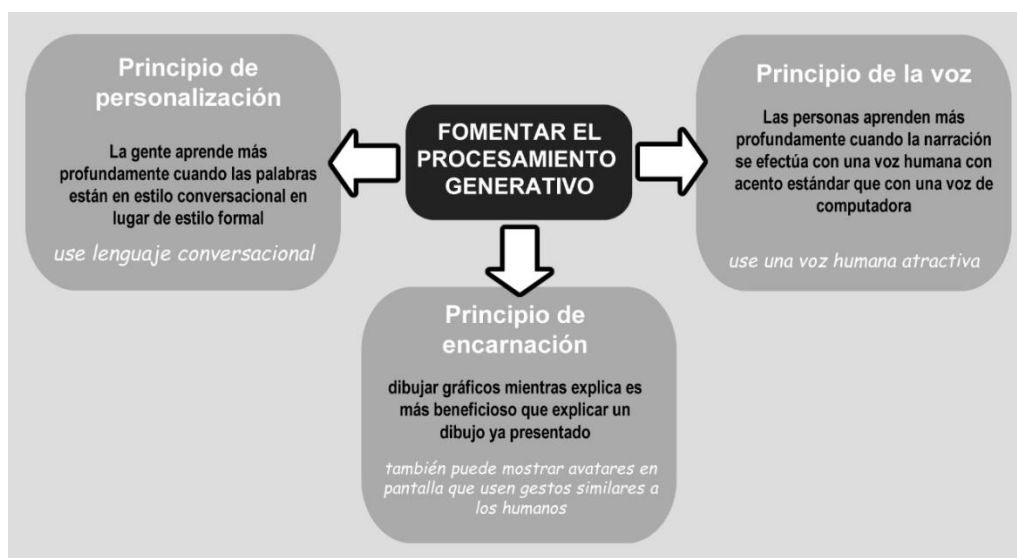 FOMENTAR EL
PROCESAMIENTO
GENERATIVO
Principio de
personalización
La gente aprende más
profundamente cuando las palabras
están en estilo conversacional en
lugar de estilo formal
use lenguaje conversacional
Principio de la voz
Las personas aprenden más
profundamente cuando la narración
se efectúa con una voz humana con
acento estándar que con una voz de
computadora
use una voz humana atractiva
Principio de
encarnación
dibujar gráficos mientras explica es
más beneficioso que explicar un
dibujo ya presentado
también puede mostrar avatares en
pantalla que usen gestos similares a
los humanos